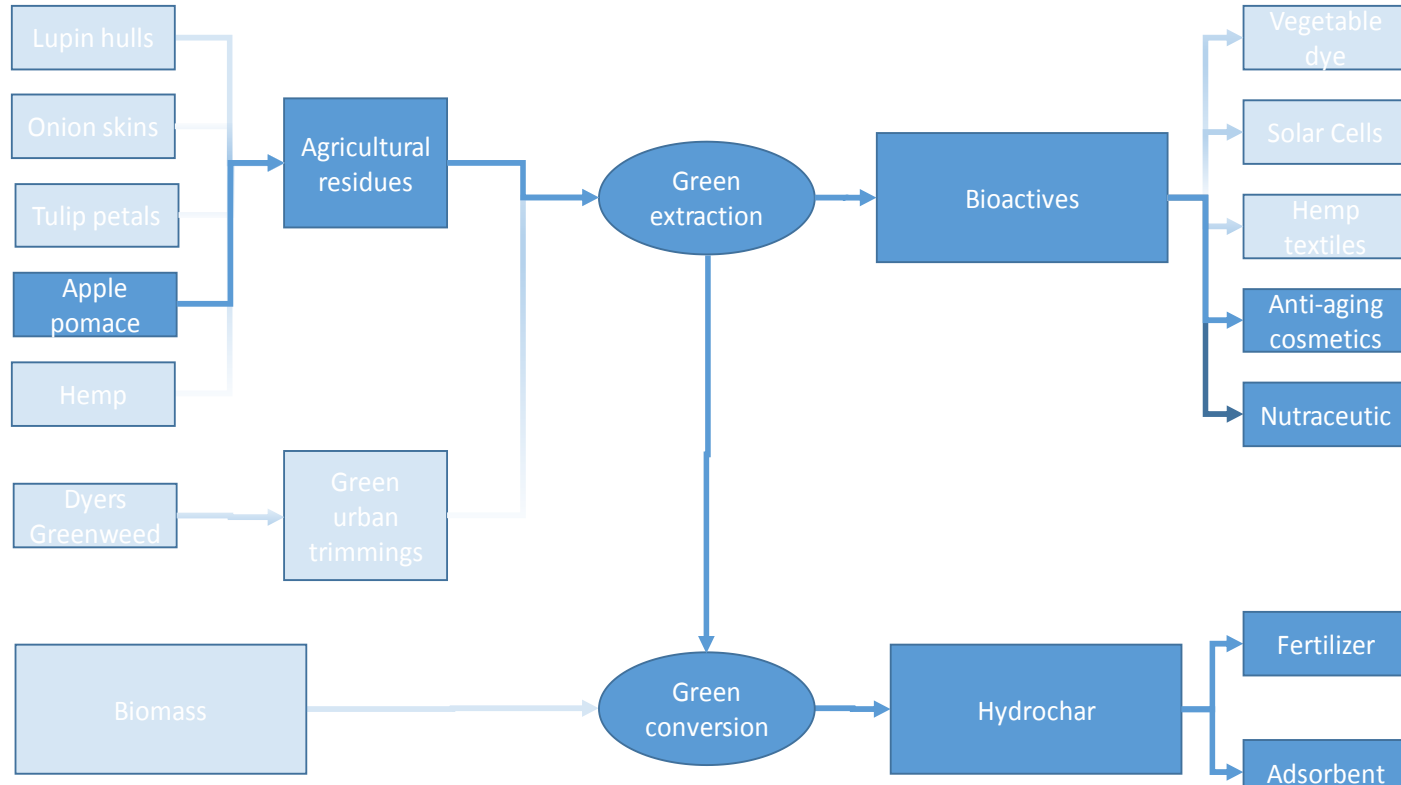 Lupin hulls
Onion skins
Tulip petals
Apple
pomace
Hemp
Dyers
Greenweed
Biomass
Agricultural
residues
Green
urban
trimmings
Green
extraction
Green
conversion
Bioactives
Hydrochar
Vegetable
dye
Solar Cells
Hemp
textiles
Anti-aging
cosmetics
Nutraceutic
Fertilizer
Adsorbent